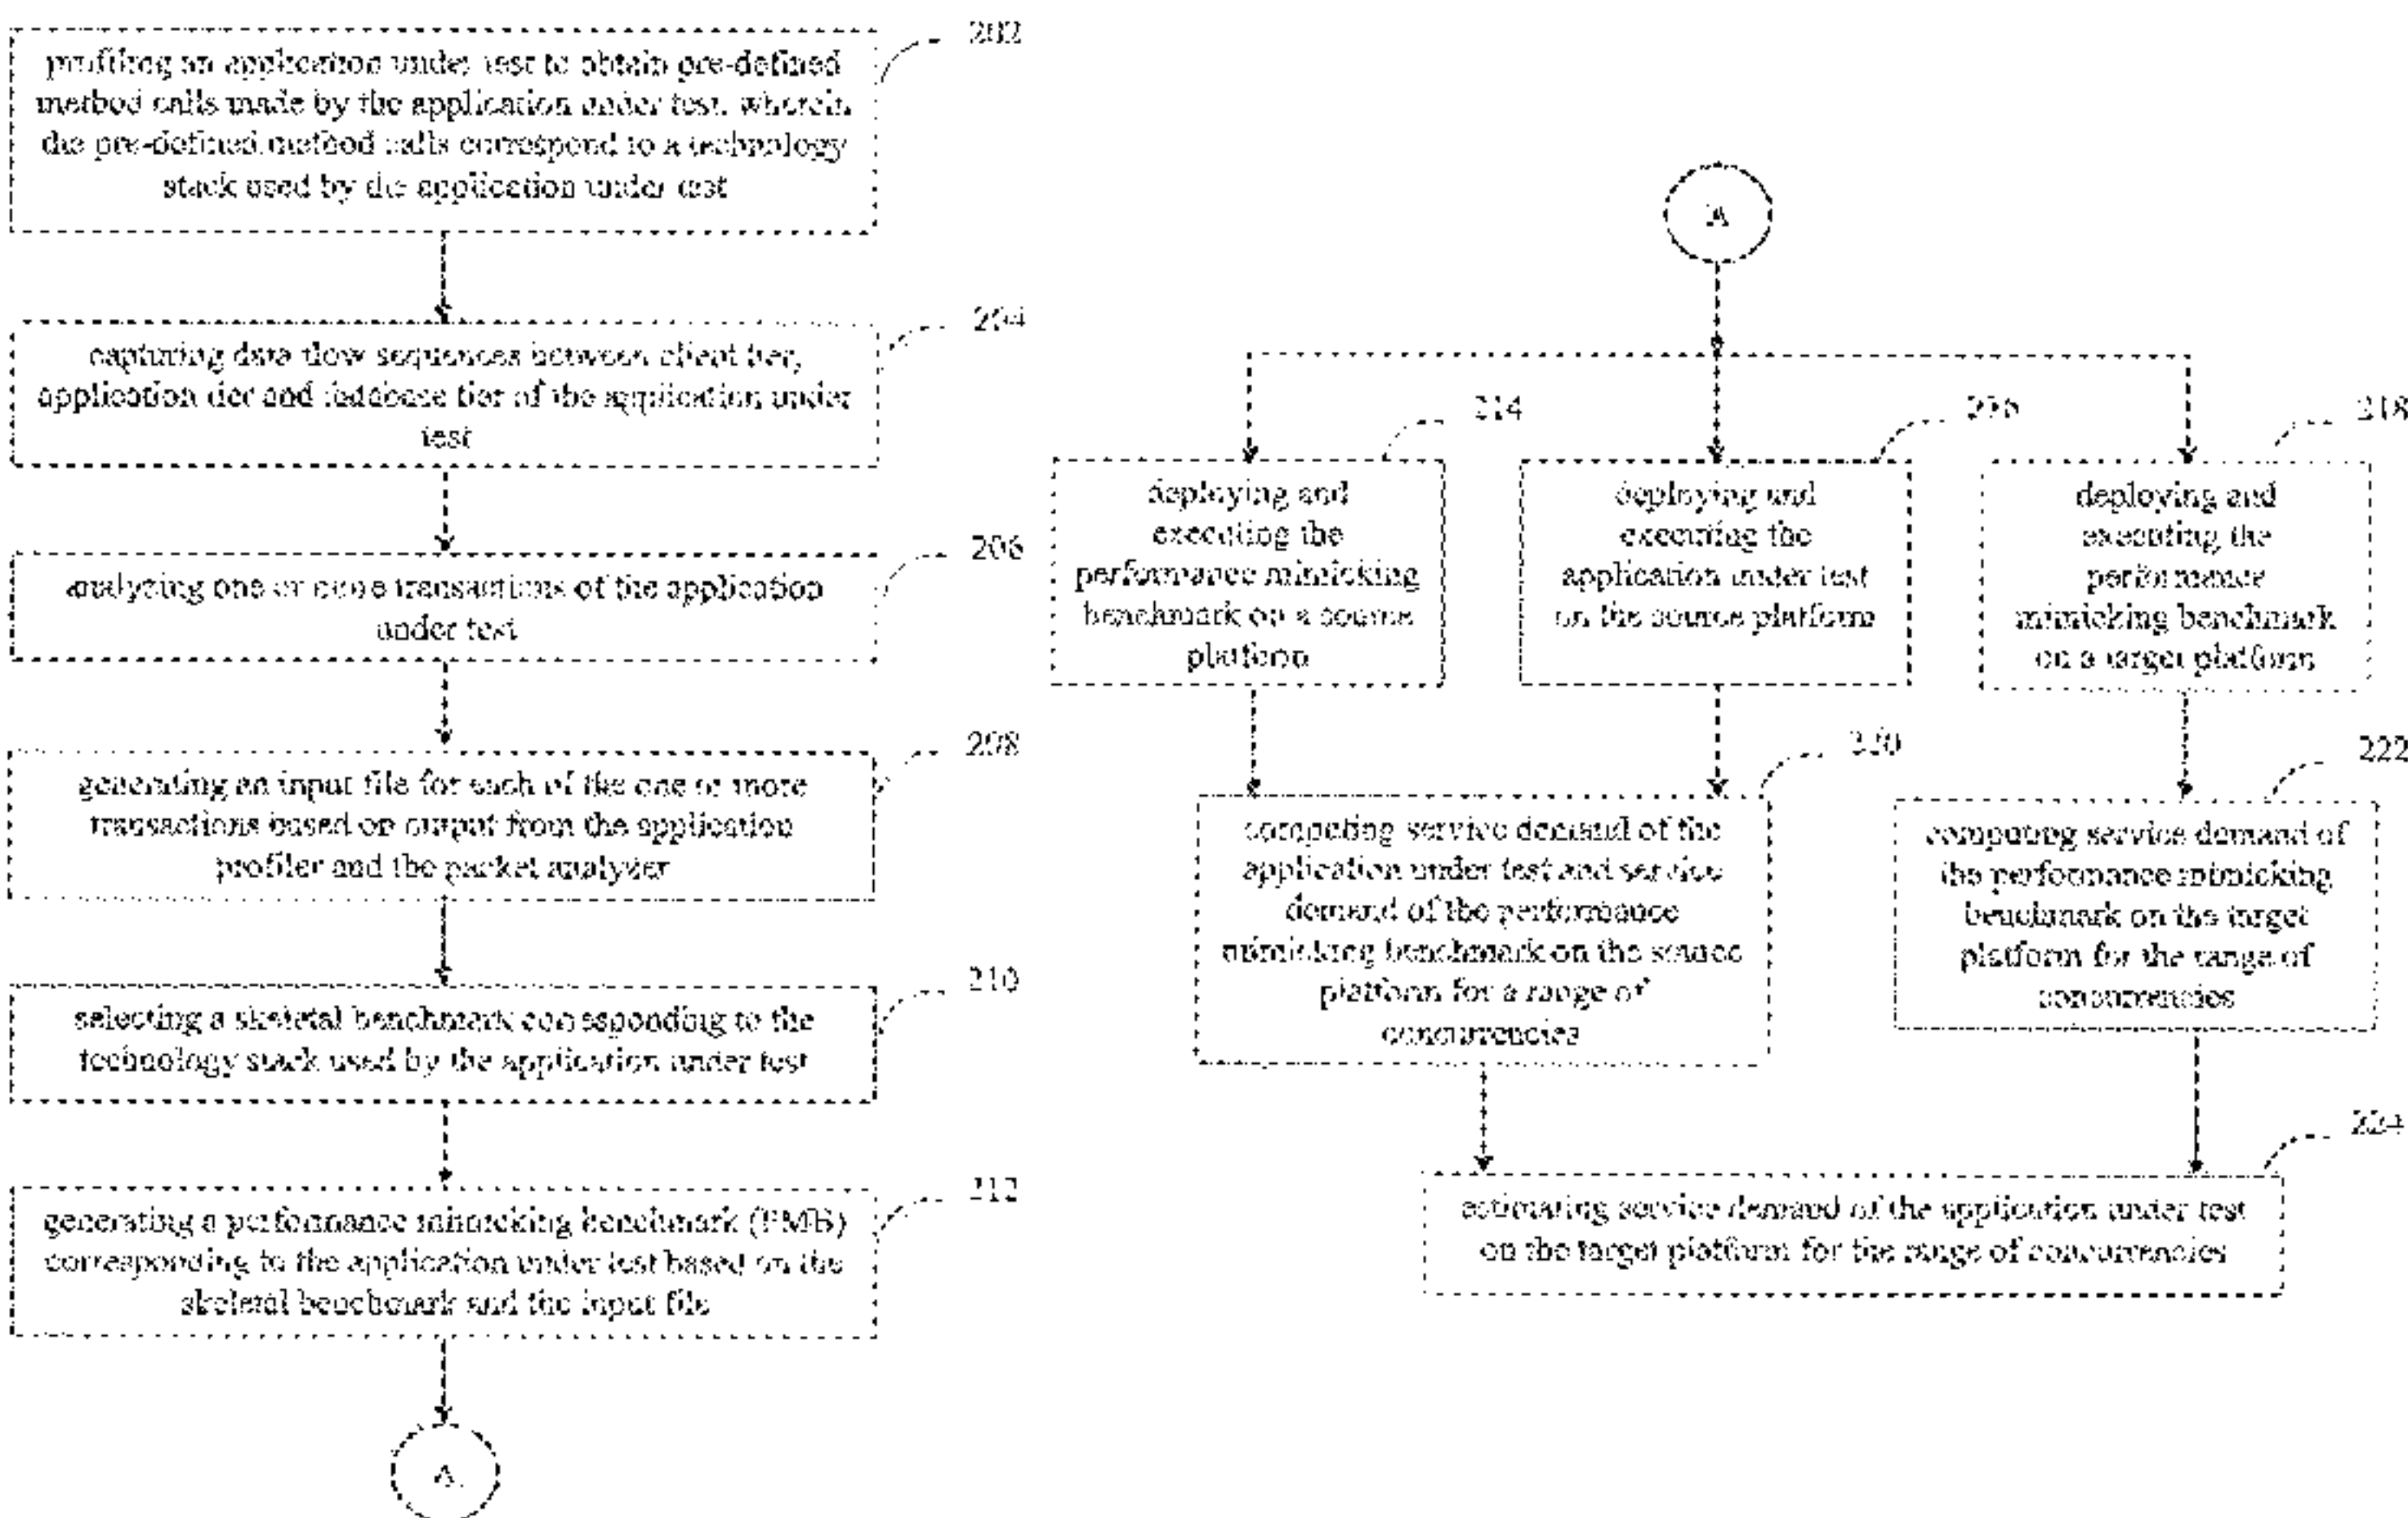 202
profiling an application under test to obtain pre-defined
method calls made by the application under test, wherein
the pre-defined method calls correspond to a technology
stack used by the application under test
204
capturing data flow sequences between client tier,
application tier and database tier of the application under
test
206
analyzing one or more transactions of the application
under test
208
generating an input file for each of the one or more
transactions based on output from the application
profiler and the packet analyzer
210
selecting a skeletal benchmark corresponding to the
technology stack used by the application under test
212
generating a performance mimicking benchmark (PMB)
corresponding to the application under test based on the
skeletal benchmark and the input file
A
A
214
deploying and
executing the
performance mimicking
benchmark on a source
platform
216
deploying and
executing the
application under test
on the source platform
218
deploying and
executing the
performance
mimicking benchmark
on a target platform
220
computing service demand of the
application under test and service
demand of the performance
mimicking benchmark on the source
platform for a range of
concurrencies
222
computing service demand of
the performance mimicking
benchmark on the target
platform for the range of
concurrencies
224
estimating service demand of the application under test
on the target platform for the range of concurrencies